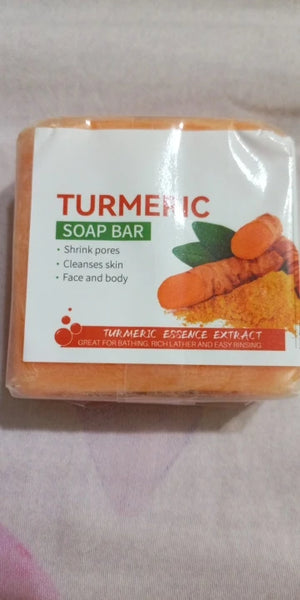 TURMERIC
SOAP BAR
• Shrink pores
• Cleanses skin
• Face and body
TURMERIC ESSENCE EXTRACT
GREAT FOR BATHING. RICH LATHER AND EASY RINSING